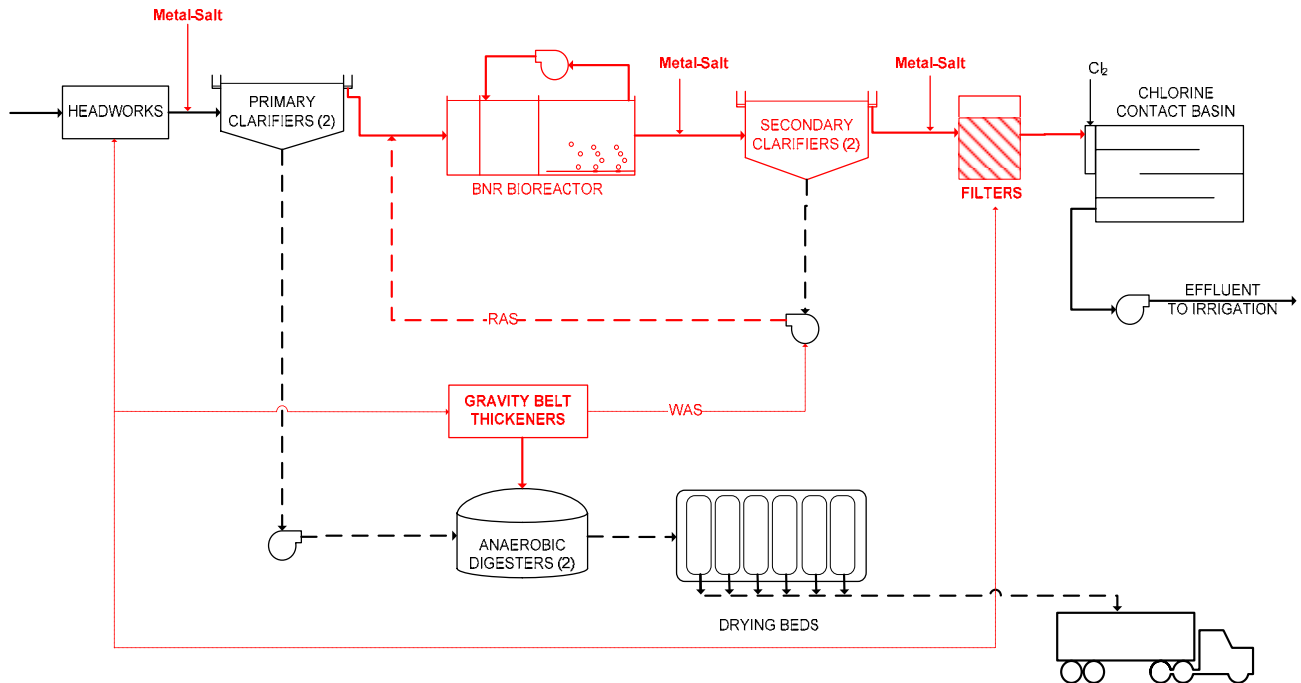 Metal-Salt
HEADWORKS
PRIMARY
CLARIFIERS (2)
BNR BIOREACTOR
Metal-Salt
SECONDARY
CLARIFIERS (2)
Metal-Salt
FILTERS
Cl₂
CHLORINE
CONTACT BASIN
EFFLUENT
TO IRRIGATION
RAS
GRAVITY BELT
THICKENERS
WAS
ANAEROBIC
DIGESTERS (2)
DRYING BEDS